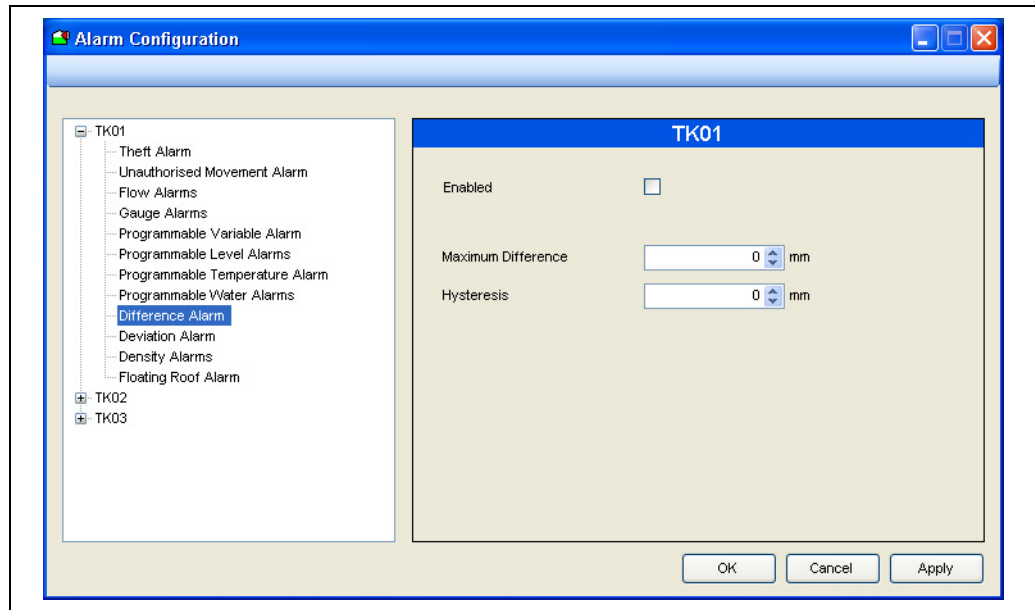 Alarm Configuration
TK01
Theft Alarm
Unauthorised Movement Alarm
Flow Alarms
Gauge Alarms
Programmable Variable Alarm
Programmable Level Alarms
Programmable Temperature Alarm
Programmable Water Alarms
Difference Alarm
Deviation Alarm
Density Alarms
Floating Roof Alarm
TK02
TK03
TK01
Enabled
Maximum Difference 0 mm
Hysteresis 0 mm
OK Cancel Apply